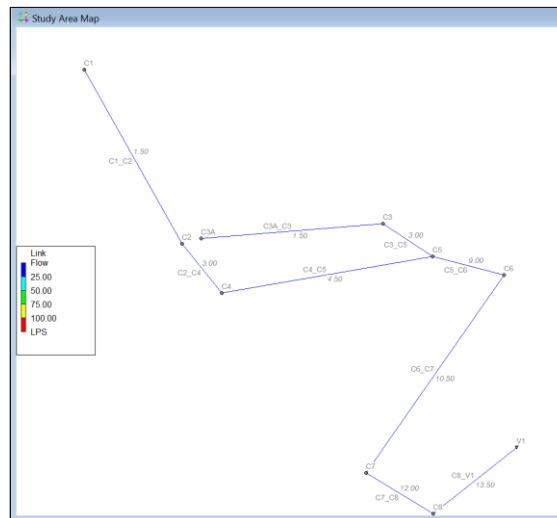 Study Area Map
C1
1.50
C1_C2
C3
C3A
C3A_C3
1.50
3.00
C3_C5
C2
C5
3.00
C2_C4
C4_C5
4.50
9.00
C5_C6
C6
C4
Link
Flow
25.00
50.00
75.00
100.00
LPS
C6_C7
10.50
V1
C7
C8_V1
13.50
12.00
C7_C8
C8